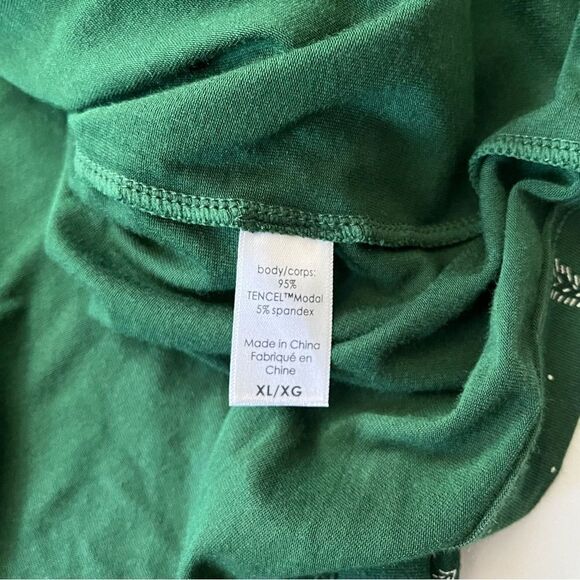 body/corps:
95%
TENCEL™Modal
5% spandex
Made in China
Fabriqué en
Chine
XL/XG